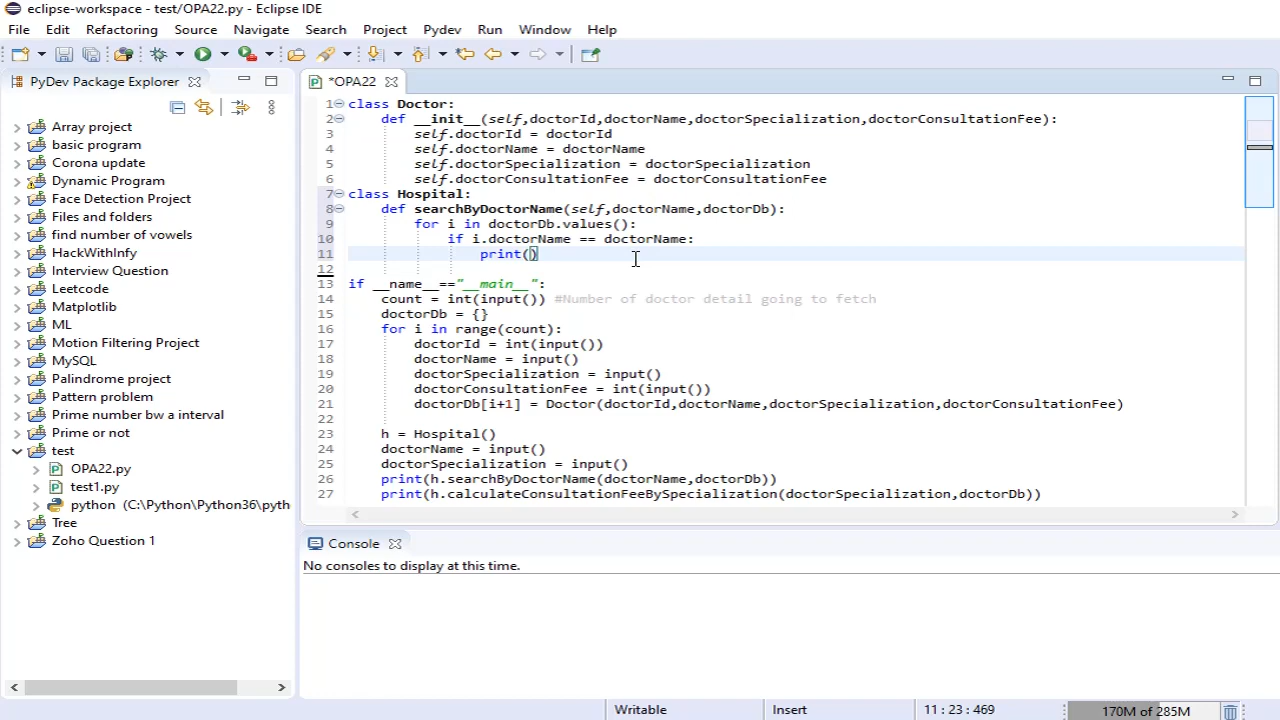 eclipse-workspace - test/OPA22.py - Eclipse IDE
File Edit Refactoring Source Navigate Search Project Pydev Run Window Help
PyDev Package Explorer
Array project
basic program
Corona update
Dynamic Program
Face Detection Project
Files and folders
find number of vowels
HackWithInfy
Interview Question
Leetcode
Matplotlib
ML
Motion Filtering Project
MySQL
Palindrome project
Pattern problem
Prime number bw a interval
Prime or not
test
OPA22.py
test1.py
python (C:\Python\Python36\pyth
Tree
Zoho Question 1
*OPA22
1 class Doctor:
2 def __init__(self,doctorId,doctorName,doctorSpecialization,doctorConsultationFee):
3 self.doctorId = doctorId
4 self.doctorName = doctorName
5 self.doctorSpecialization = doctorSpecialization
6 self.doctorConsultationFee = doctorConsultationFee
7 class Hospital:
8 def searchByDoctorName(self,doctorName,doctorDb):
9 for i in doctorDb.values():
10 if i.doctorName == doctorName:
11 print()
12
13 if __name__=="__main__":
14 count = int(input()) #Number of doctor detail going to fetch
15 doctorDb = {}
16 for i in range(count):
17 doctorId = int(input())
18 doctorName = input()
19 doctorSpecialization = input()
20 doctorConsultationFee = int(input())
21 doctorDb[i+1] = Doctor(doctorId,doctorName,doctorSpecialization,doctorConsultationFee)
22
23 h = Hospital()
24 doctorName = input()
25 doctorSpecialization = input()
26 print(h.searchByDoctorName(doctorName,doctorDb))
27 print(h.calculateConsultationFeeBySpecialization(doctorSpecialization,doctorDb))
Console
No consoles to display at this time.
Writable Insert 11 : 23 : 469 170M of 285M